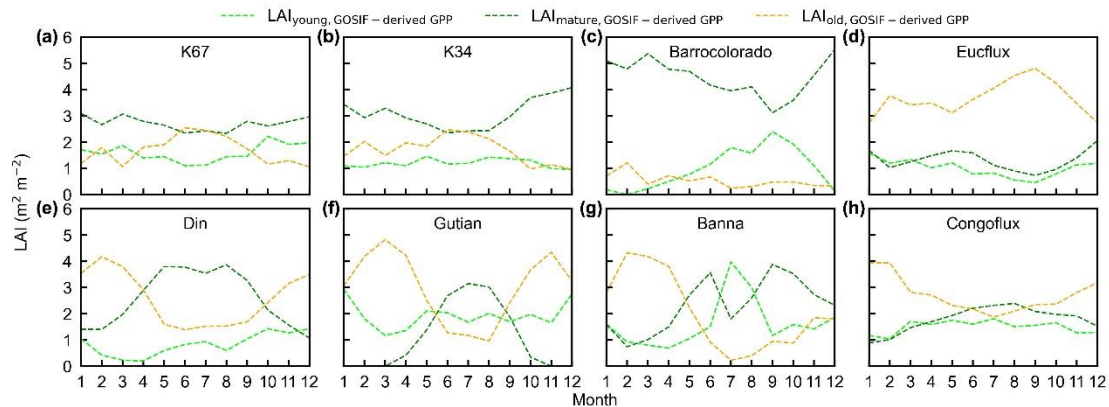 LAIyoung, GOSIF – derived GPP LAImature, GOSIF – derived GPP LAIold, GOSIF – derived GPP
(a) K67 (b) K34 (c) Barrocolorado (d) Eucflux
6
5
4
3
2
1
0
(e) Din (f) Gutian (g) Banna (h) Congoflux
6
5
4
3
2
1
0
LAI (m² m⁻²)
1 2 3 4 5 6 7 8 9 10 11 12 1 2 3 4 5 6 7 8 9 10 11 12 1 2 3 4 5 6 7 8 9 10 11 12 1 2 3 4 5 6 7 8 9 10 11 12
Month